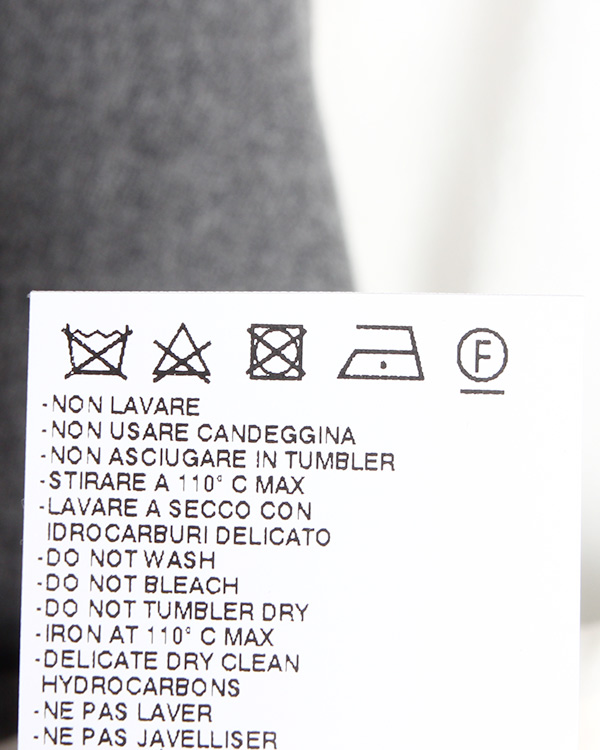 F
-NON LAVARE
-NON USARE CANDEGGINA
-NON ASCIUGARE IN TUMBLER
-STIRARE A 110° C MAX
-LAVARE A SECCO CON
IDROCARBURI DELICATO
-DO NOT WASH
-DO NOT BLEACH
-DO NOT TUMBLER DRY
-IRON AT 110° C MAX
-DELICATE DRY CLEAN
HYDROCARBONS
-NE PAS LAVER
-NE PAS JAVELLISER